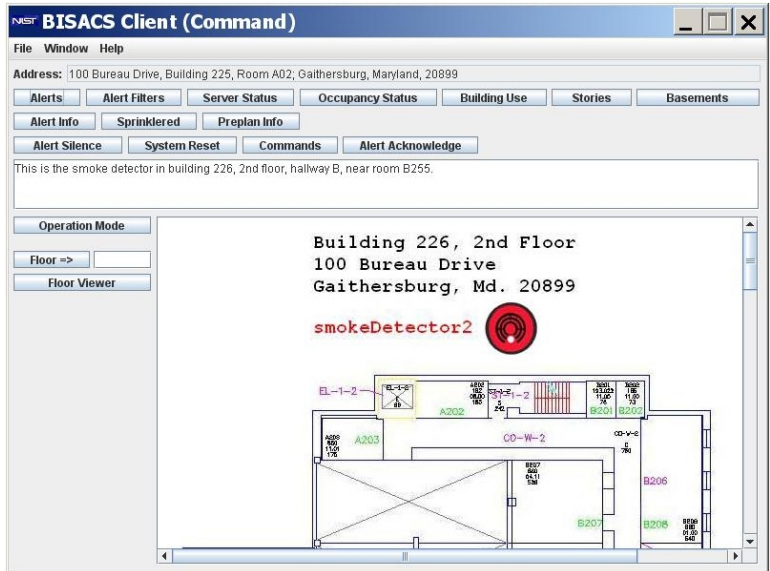 NIST BISACS Client (Command)
File Window Help
Address: 100 Bureau Drive, Building 225, Room A02; Gaithersburg, Maryland, 20899
Alerts Alert Filters Server Status Occupancy Status Building Use Stories Basements
Alert Info Sprinklered Preplan Info
Alert Silence System Reset Commands Alert Acknowledge
This is the smoke detector in building 226, 2nd floor, hallway B, near room B255.
Operation Mode
Floor =>
Floor Viewer
Building 226, 2nd Floor
100 Bureau Drive
Gaithersburg, Md. 20899
smokeDetector2
EL-1-2
EL-1-2
A202
B201
B202
A203
CO-W-2
CO-W-2
B206
B207
B208